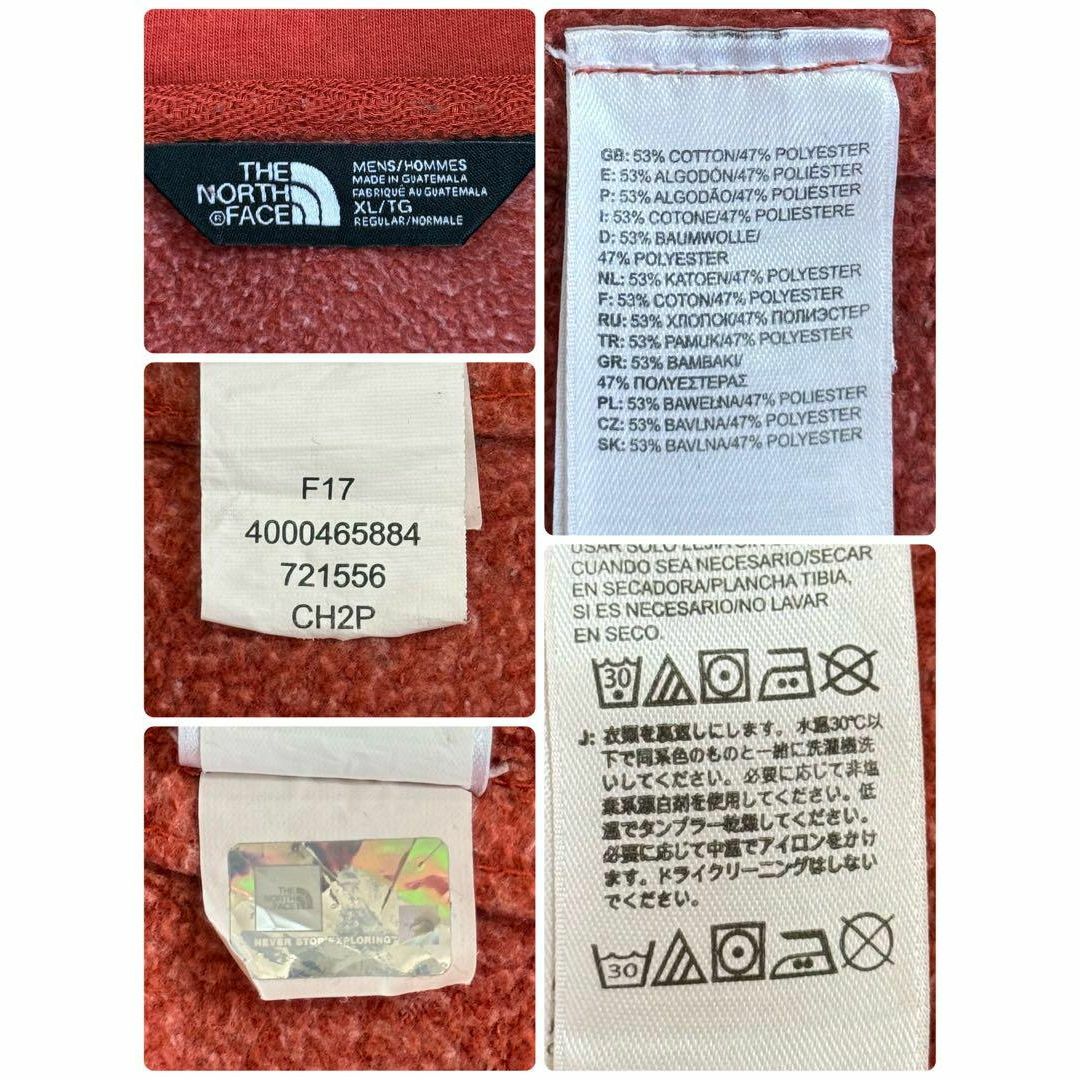 THE
NORTH
FACE
MENS/HOMMES
MADE IN GUATEMALA
FABRIQUÉ AU GUATEMALA
XL/TG
REGULAR/NORMALE
GB: 53% COTTON/47% POLYESTER
E: 53% ALGODÓN/47% POLIÉSTER
P: 53% ALGODÃO/47% POLIÉSTER
I: 53% COTONE/47% POLIESTERE
D: 53% BAUMWOLLE/
47% POLYESTER
NL: 53% KATOEN/47% POLYESTER
F: 53% COTON/47% POLYESTER
RU: 53% ХЛОПОК/47% ПОЛИЭСТЕР
TR: 53% PAMUK/47% POLYESTER
GR: 53% ΒΑΜΒΑΚΙ/
47% ΠΟΛΥΕΣΤΕΡΑΣ
PL: 53% BAWEŁNA/47% POLIESTER
CZ: 53% BAVLNA/47% POLYESTER
SK: 53% BAVLNA/47% POLYESTER
F17
4000465884
721556
CH2P
USAR SOLO LEJIA SIN
CUANDO SEA NECESARIO/SECAR
EN SECADORA/PLANCHA TIBIA,
SI ES NECESARIO/NO LAVAR
EN SECO.
30
J: 衣類を裏返しにします。水温30℃以
下で同系色のものと一緒に洗濯機洗
いしてください。必要に応じて非塩
素系漂白剤を使用してください。低
温でタンブラー乾燥してください。
必要に応じて中温でアイロンをかけ
ます。ドライクリーニングはしない
でください。
30
THE
NORTH
FACE
NEVER STOP EXPLORING